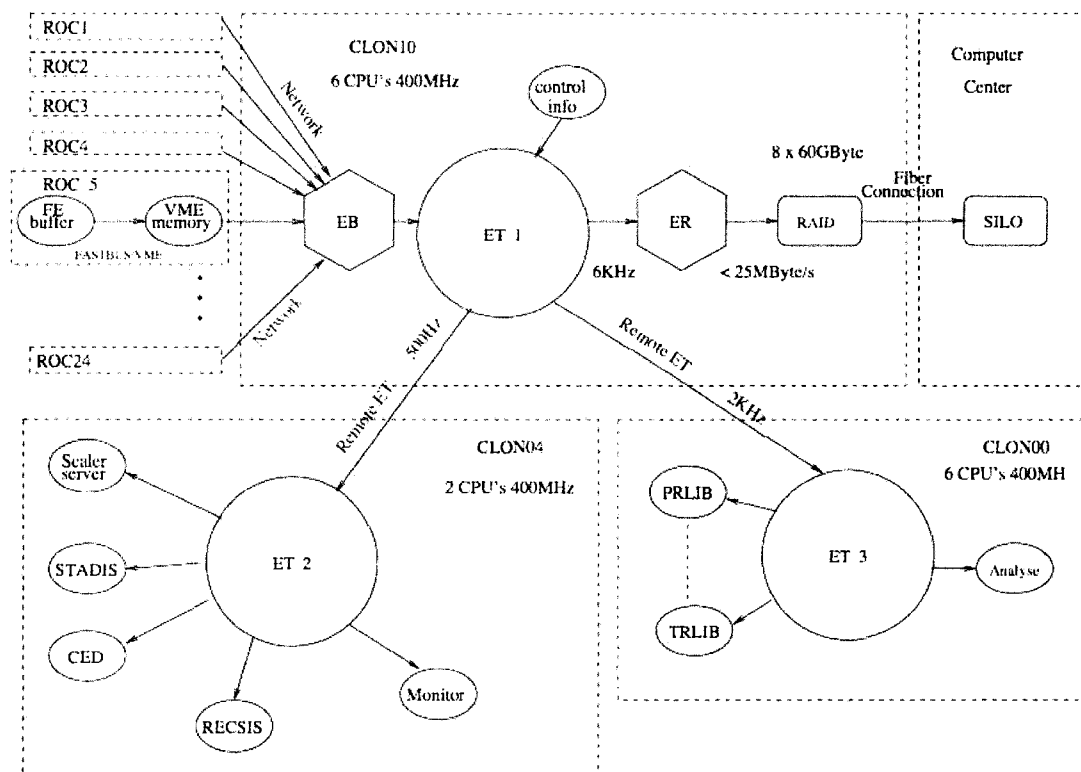 ROC1
ROC2
ROC3
ROC4
ROC 5
FE
buffer
VME
memory
FASTBUS/VME
ROC24
Network
Network
CLON10
6 CPU's 400MHz
control
info
EB
ET 1
6KHz
ER
< 25MByte/s
8 x 60GByte
RAID
Fiber
Connection
Computer
Center
SILO
Remote ET
500Hz
Remote ET
2KHz
CLON04
2 CPU's 400MHz
Scaler
server
STADIS
CED
RECSIS
Monitor
ET 2
CLON00
6 CPU's 400MH
PRLIB
TRLIB
ET 3
Analyse